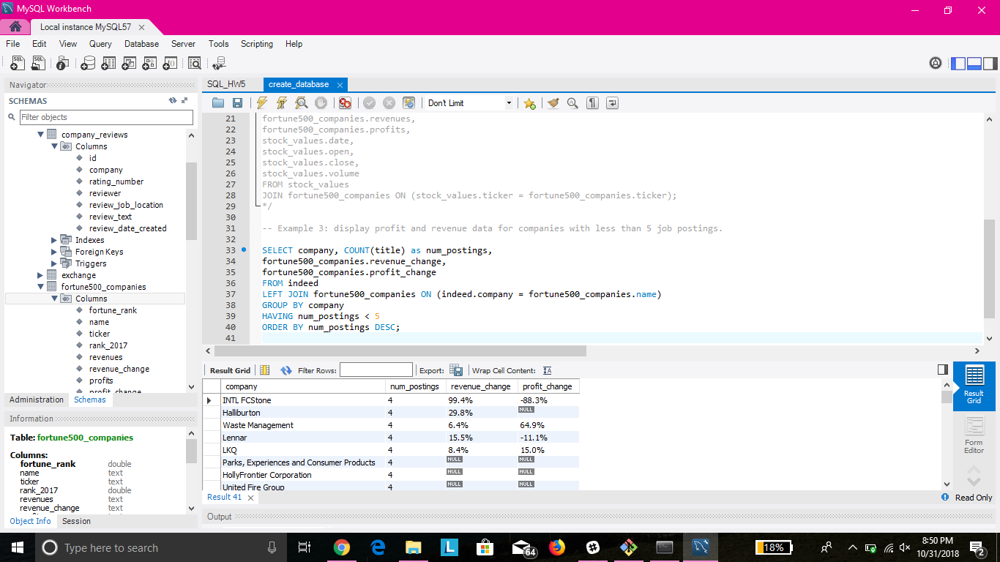 MySQL Workbench
Local instance MySQL57
File Edit View Query Database Server Tools Scripting Help
Navigator
SCHEMAS
Filter objects
company_reviews
Columns
id
company
rating_number
reviewer
review_job_location
review_text
review_date_created
Indexes
Foreign Keys
Triggers
exchange
fortune500_companies
Columns
fortune_rank
name
ticker
rank_2017
revenues
revenue_change
profits
profit_change
Administration Schemas
Information
Table: fortune500_companies
Columns:
fortune_rank double
name text
ticker text
rank_2017 double
revenues text
revenue_change text
Object Info Session
SQL_HW5 create_database
Don't Limit
21 fortune500_companies.revenues,
22 fortune500_companies.profits,
23 stock_values.date,
24 stock_values.open,
25 stock_values.close,
26 stock_values.volume
27 FROM stock_values
28 JOIN fortune500_companies ON (stock_values.ticker = fortune500_companies.ticker);
29 */
30
31 -- Example 3: display profit and revenue data for companies with less than 5 job postings.
32
33 SELECT company, COUNT(title) as num_postings,
34 fortune500_companies.revenue_change,
35 fortune500_companies.profit_change
36 FROM indeed
37 LEFT JOIN fortune500_companies ON (indeed.company = fortune500_companies.name)
38 GROUP BY company
39 HAVING num_postings < 5
40 ORDER BY num_postings DESC;
41
Result Grid Filter Rows: Export: Wrap Cell Content:
company num_postings revenue_change profit_change
INTL FCStone 4 99.4% -88.3%
Halliburton 4 29.8% NULL
Waste Management 4 6.4% 64.9%
Lennar 4 15.5% -11.1%
LKQ 4 8.4% 15.0%
Parks, Experiences and Consumer Products 4 NULL NULL
HollyFrontier Corporation 4 NULL NULL
United Fire Group 4 NULL NULL
Result Grid
Form Editor
Result 41
Read Only
Output
Type here to search
L
64
18%
8:50 PM
10/31/2018
2